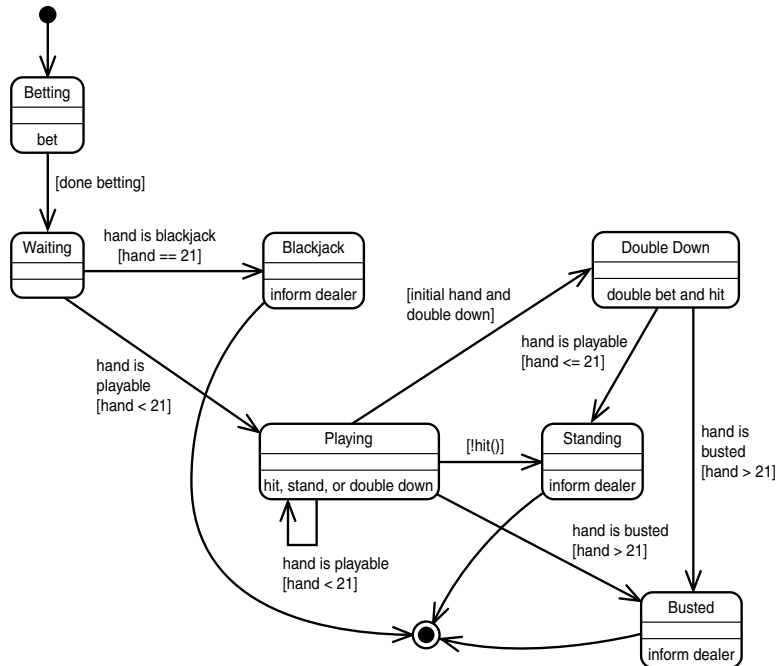 Betting
bet
[done betting]
Waiting
hand is blackjack
[hand == 21]
Blackjack
inform dealer
Double Down
double bet and hit
[initial hand and
double down]
hand is playable
[hand <= 21]
hand is
playable
[hand < 21]
Playing
hit, stand, or double down
[!hit()]
Standing
inform dealer
hand is
busted
[hand > 21]
hand is busted
[hand > 21]
hand is playable
[hand < 21]
Busted
inform dealer